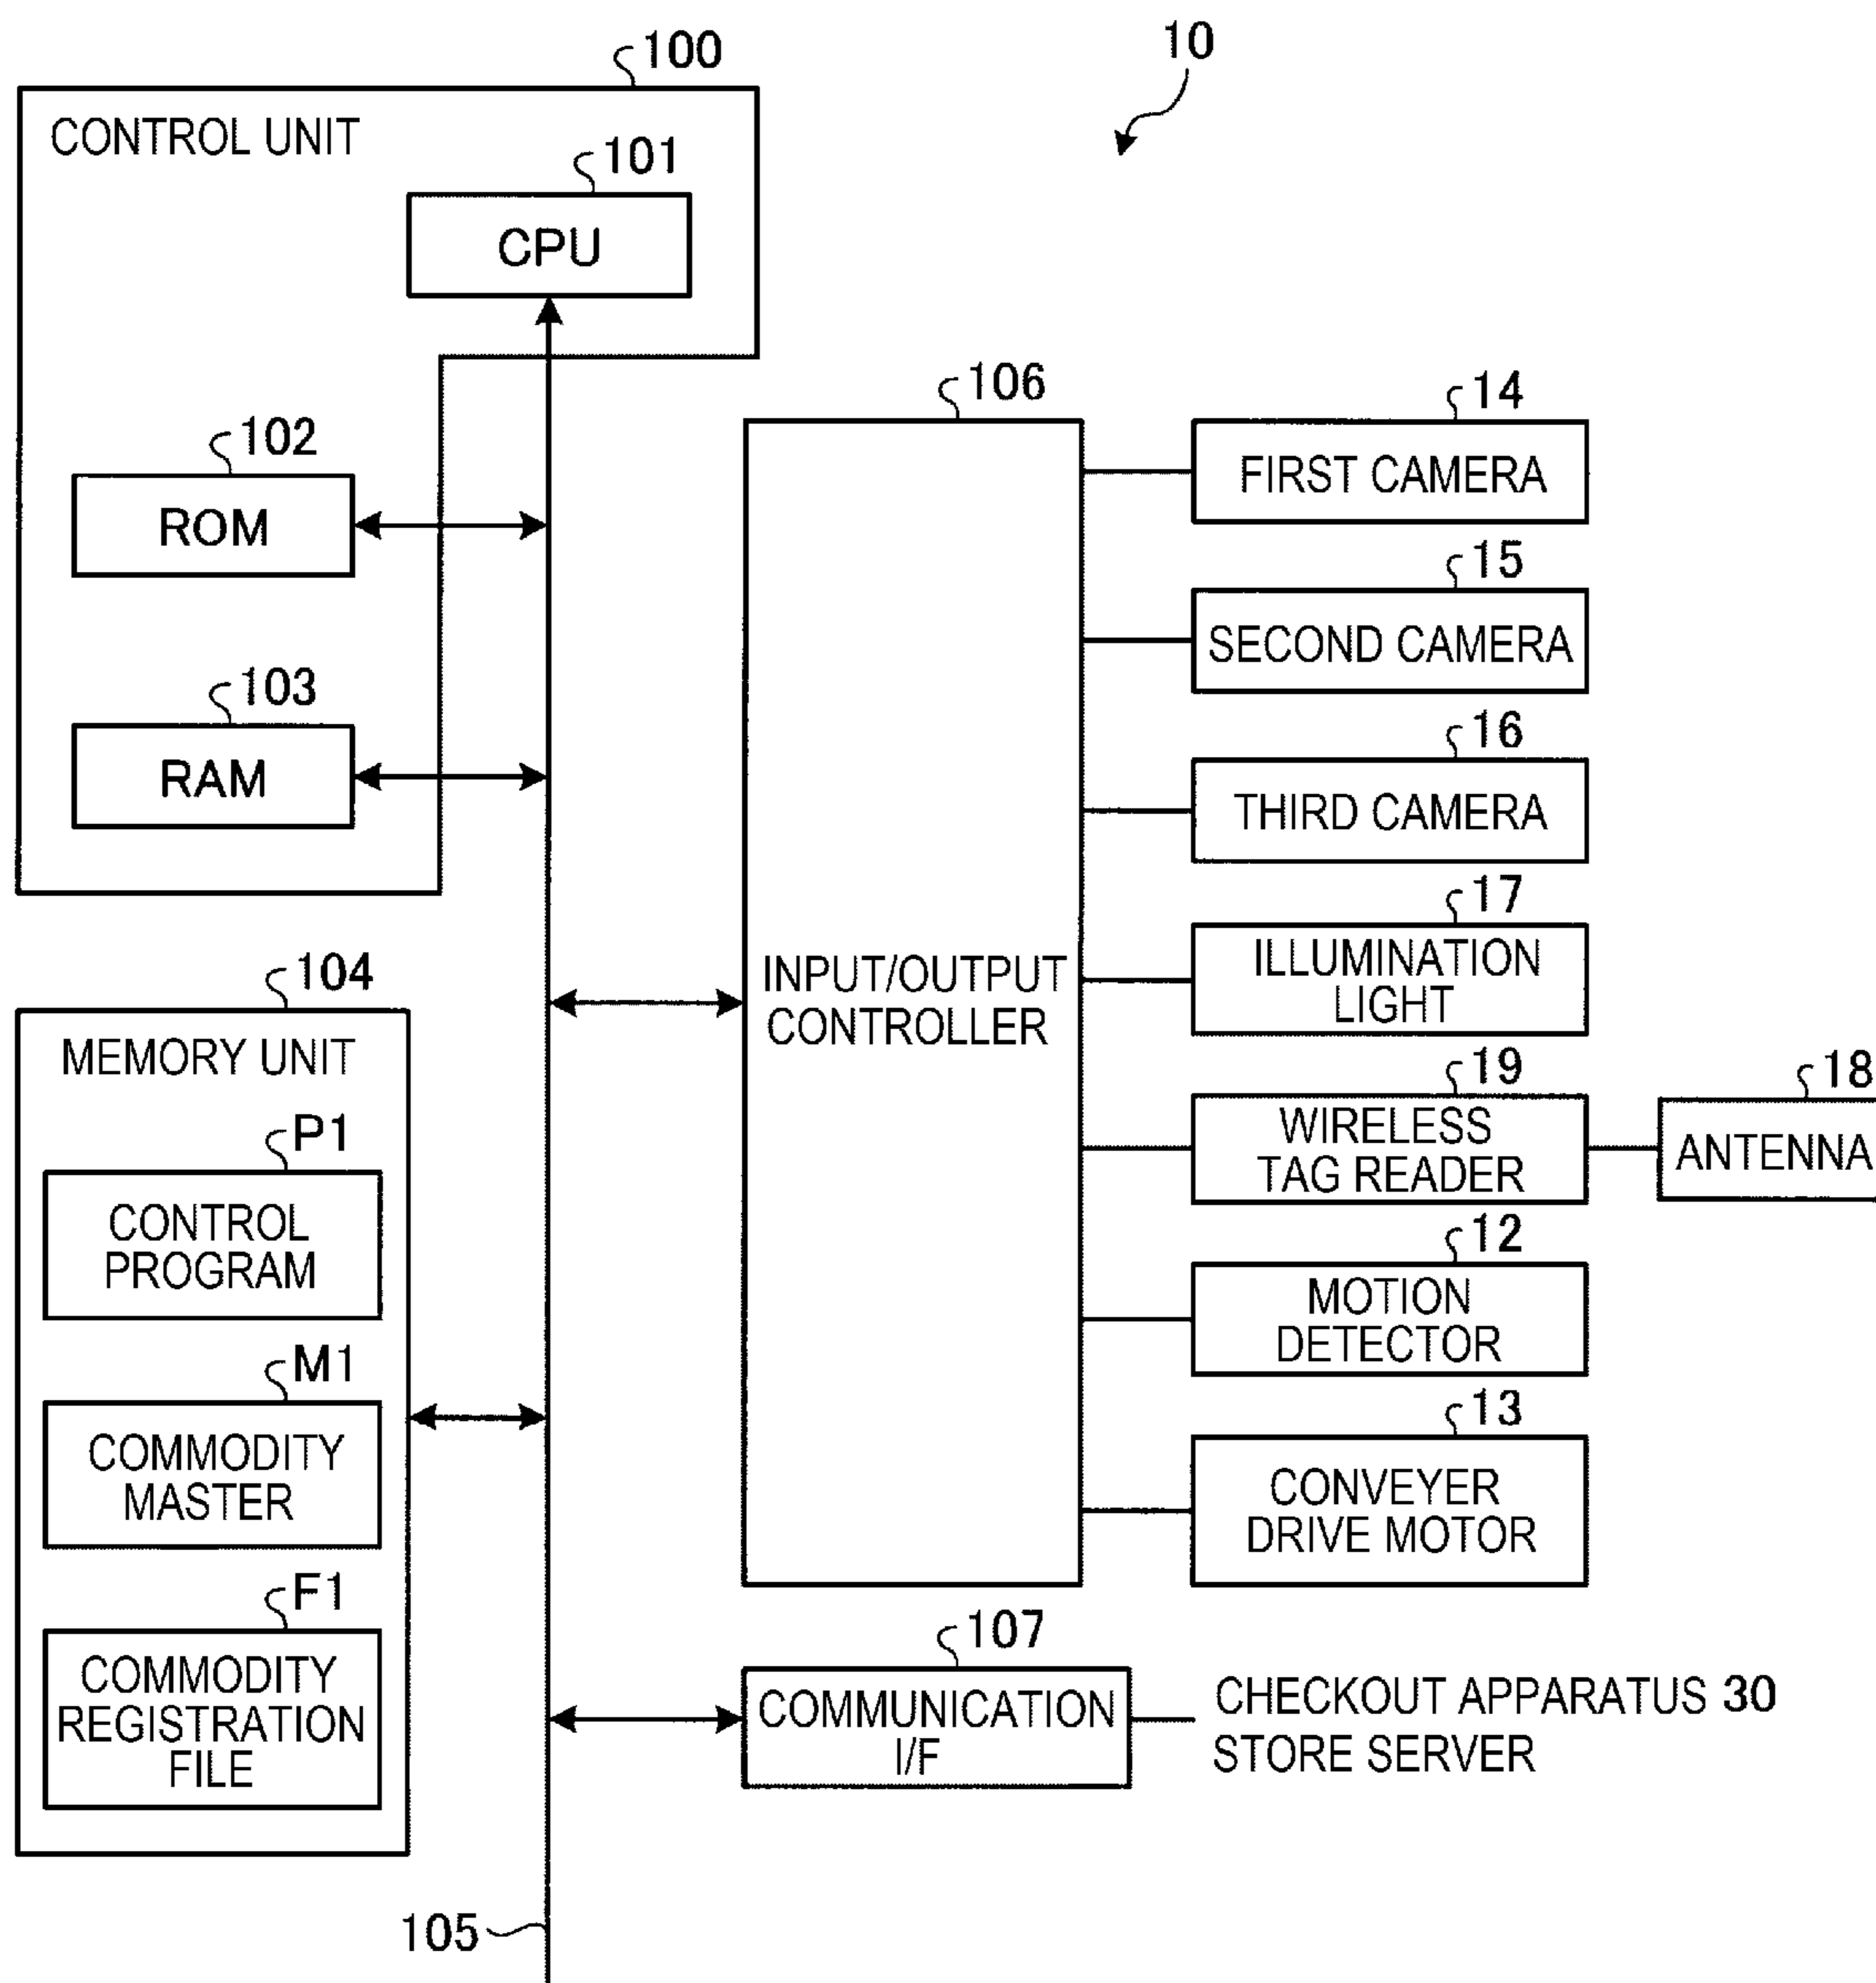 10
100
CONTROL UNIT
101
CPU
102
ROM
103
RAM
104
MEMORY UNIT
P1
CONTROL
PROGRAM
M1
COMMODITY
MASTER
F1
COMMODITY
REGISTRATION
FILE
105
106
INPUT/OUTPUT
CONTROLLER
14
FIRST CAMERA
15
SECOND CAMERA
16
THIRD CAMERA
17
ILLUMINATION
LIGHT
19
WIRELESS
TAG READER
18
ANTENNA
12
MOTION
DETECTOR
13
CONVEYER
DRIVE MOTOR
107
COMMUNICATION
I/F
CHECKOUT APPARATUS 30
STORE SERVER